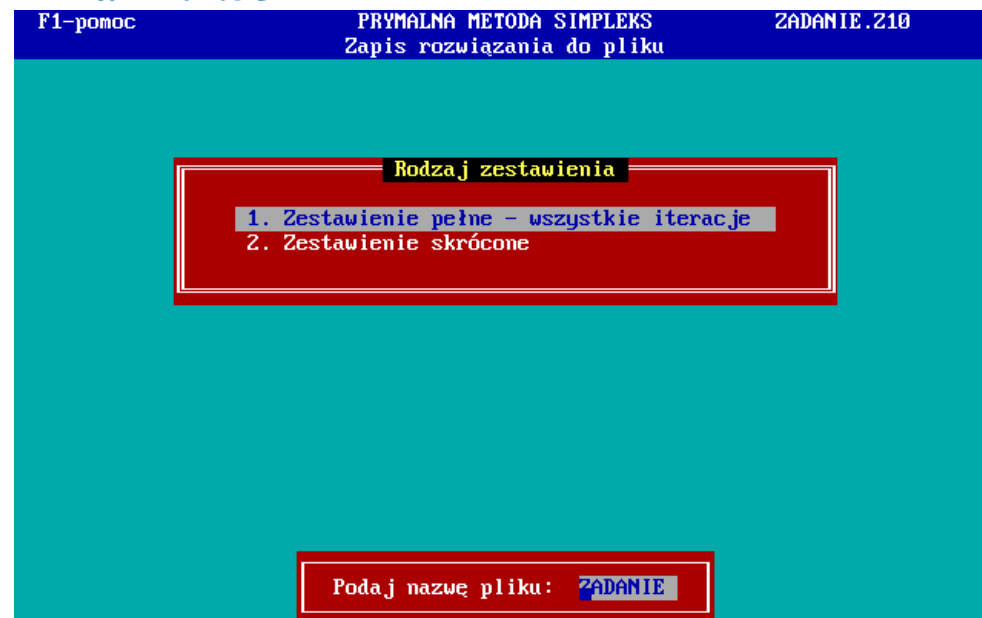 F1-pomoc PRYMALNA METODA SIMPLEKS ZADANIE.Z10
Zapis rozwiązania do pliku
Rodzaj zestawienia
1. Zestawienie pełne - wszystkie iteracje
2. Zestawienie skrócone
Podaj nazwę pliku: ZADANIE